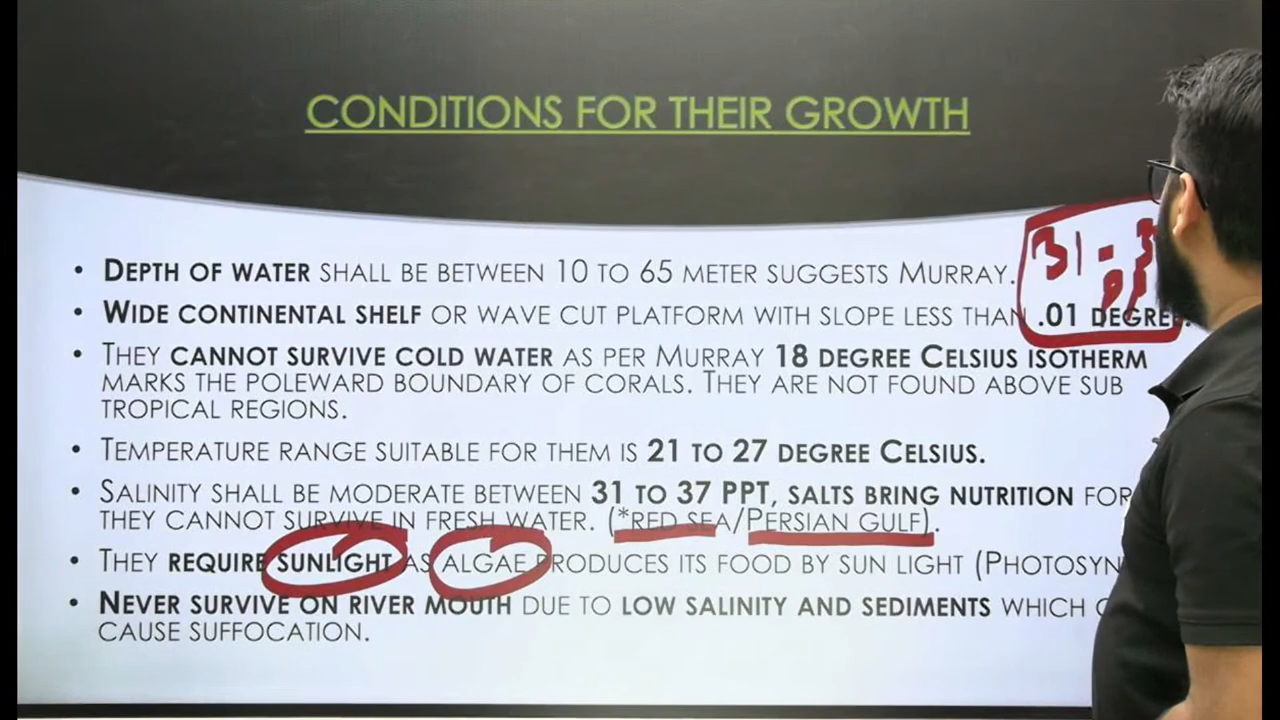 CONDITIONS FOR THEIR GROWTH
• DEPTH OF WATER SHALL BE BETWEEN 10 TO 65 METER SUGGESTS MURRAY.
• WIDE CONTINENTAL SHELF OR WAVE CUT PLATFORM WITH SLOPE LESS THAN .01 DEGREE.
• THEY CANNOT SURVIVE COLD WATER AS PER MURRAY 18 DEGREE CELSIUS ISOTHERM
MARKS THE POLEWARD BOUNDARY OF CORALS. THEY ARE NOT FOUND ABOVE SUB
TROPICAL REGIONS.
• TEMPERATURE RANGE SUITABLE FOR THEM IS 21 TO 27 DEGREE CELSIUS.
• SALINITY SHALL BE MODERATE BETWEEN 31 TO 37 PPT, SALTS BRING NUTRITION FOR
THEY CANNOT SURVIVE IN FRESH WATER. (*RED SEA/PERSIAN GULF).
• THEY REQUIRE SUNLIGHT AS ALGAE PRODUCES ITS FOOD BY SUN LIGHT
• NEVER SURVIVE ON RIVER MOUTH DUE TO LOW SALINITY AND SEDIMENTS WHICH
CAUSE SUFFOCATION.
31 -